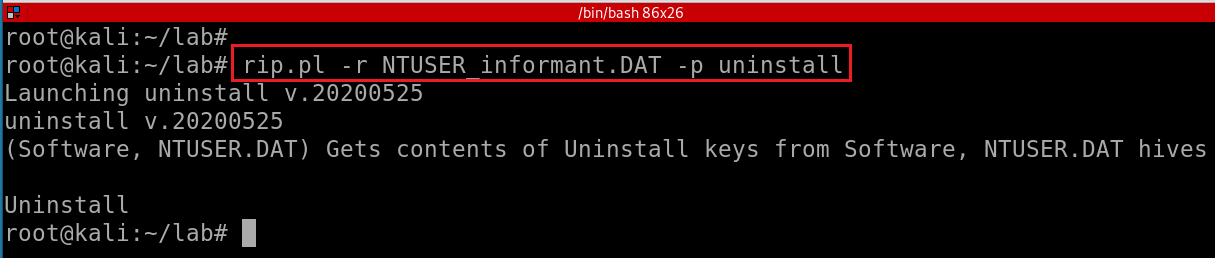 /bin/bash 86x26
root@kali:~/lab#
root@kali:~/lab# rip.pl -r NTUSER_informant.DAT -p uninstall
Launching uninstall v.20200525
uninstall v.20200525
(Software, NTUSER.DAT) Gets contents of Uninstall keys from Software, NTUSER.DAT hives
Uninstall
root@kali:~/lab#